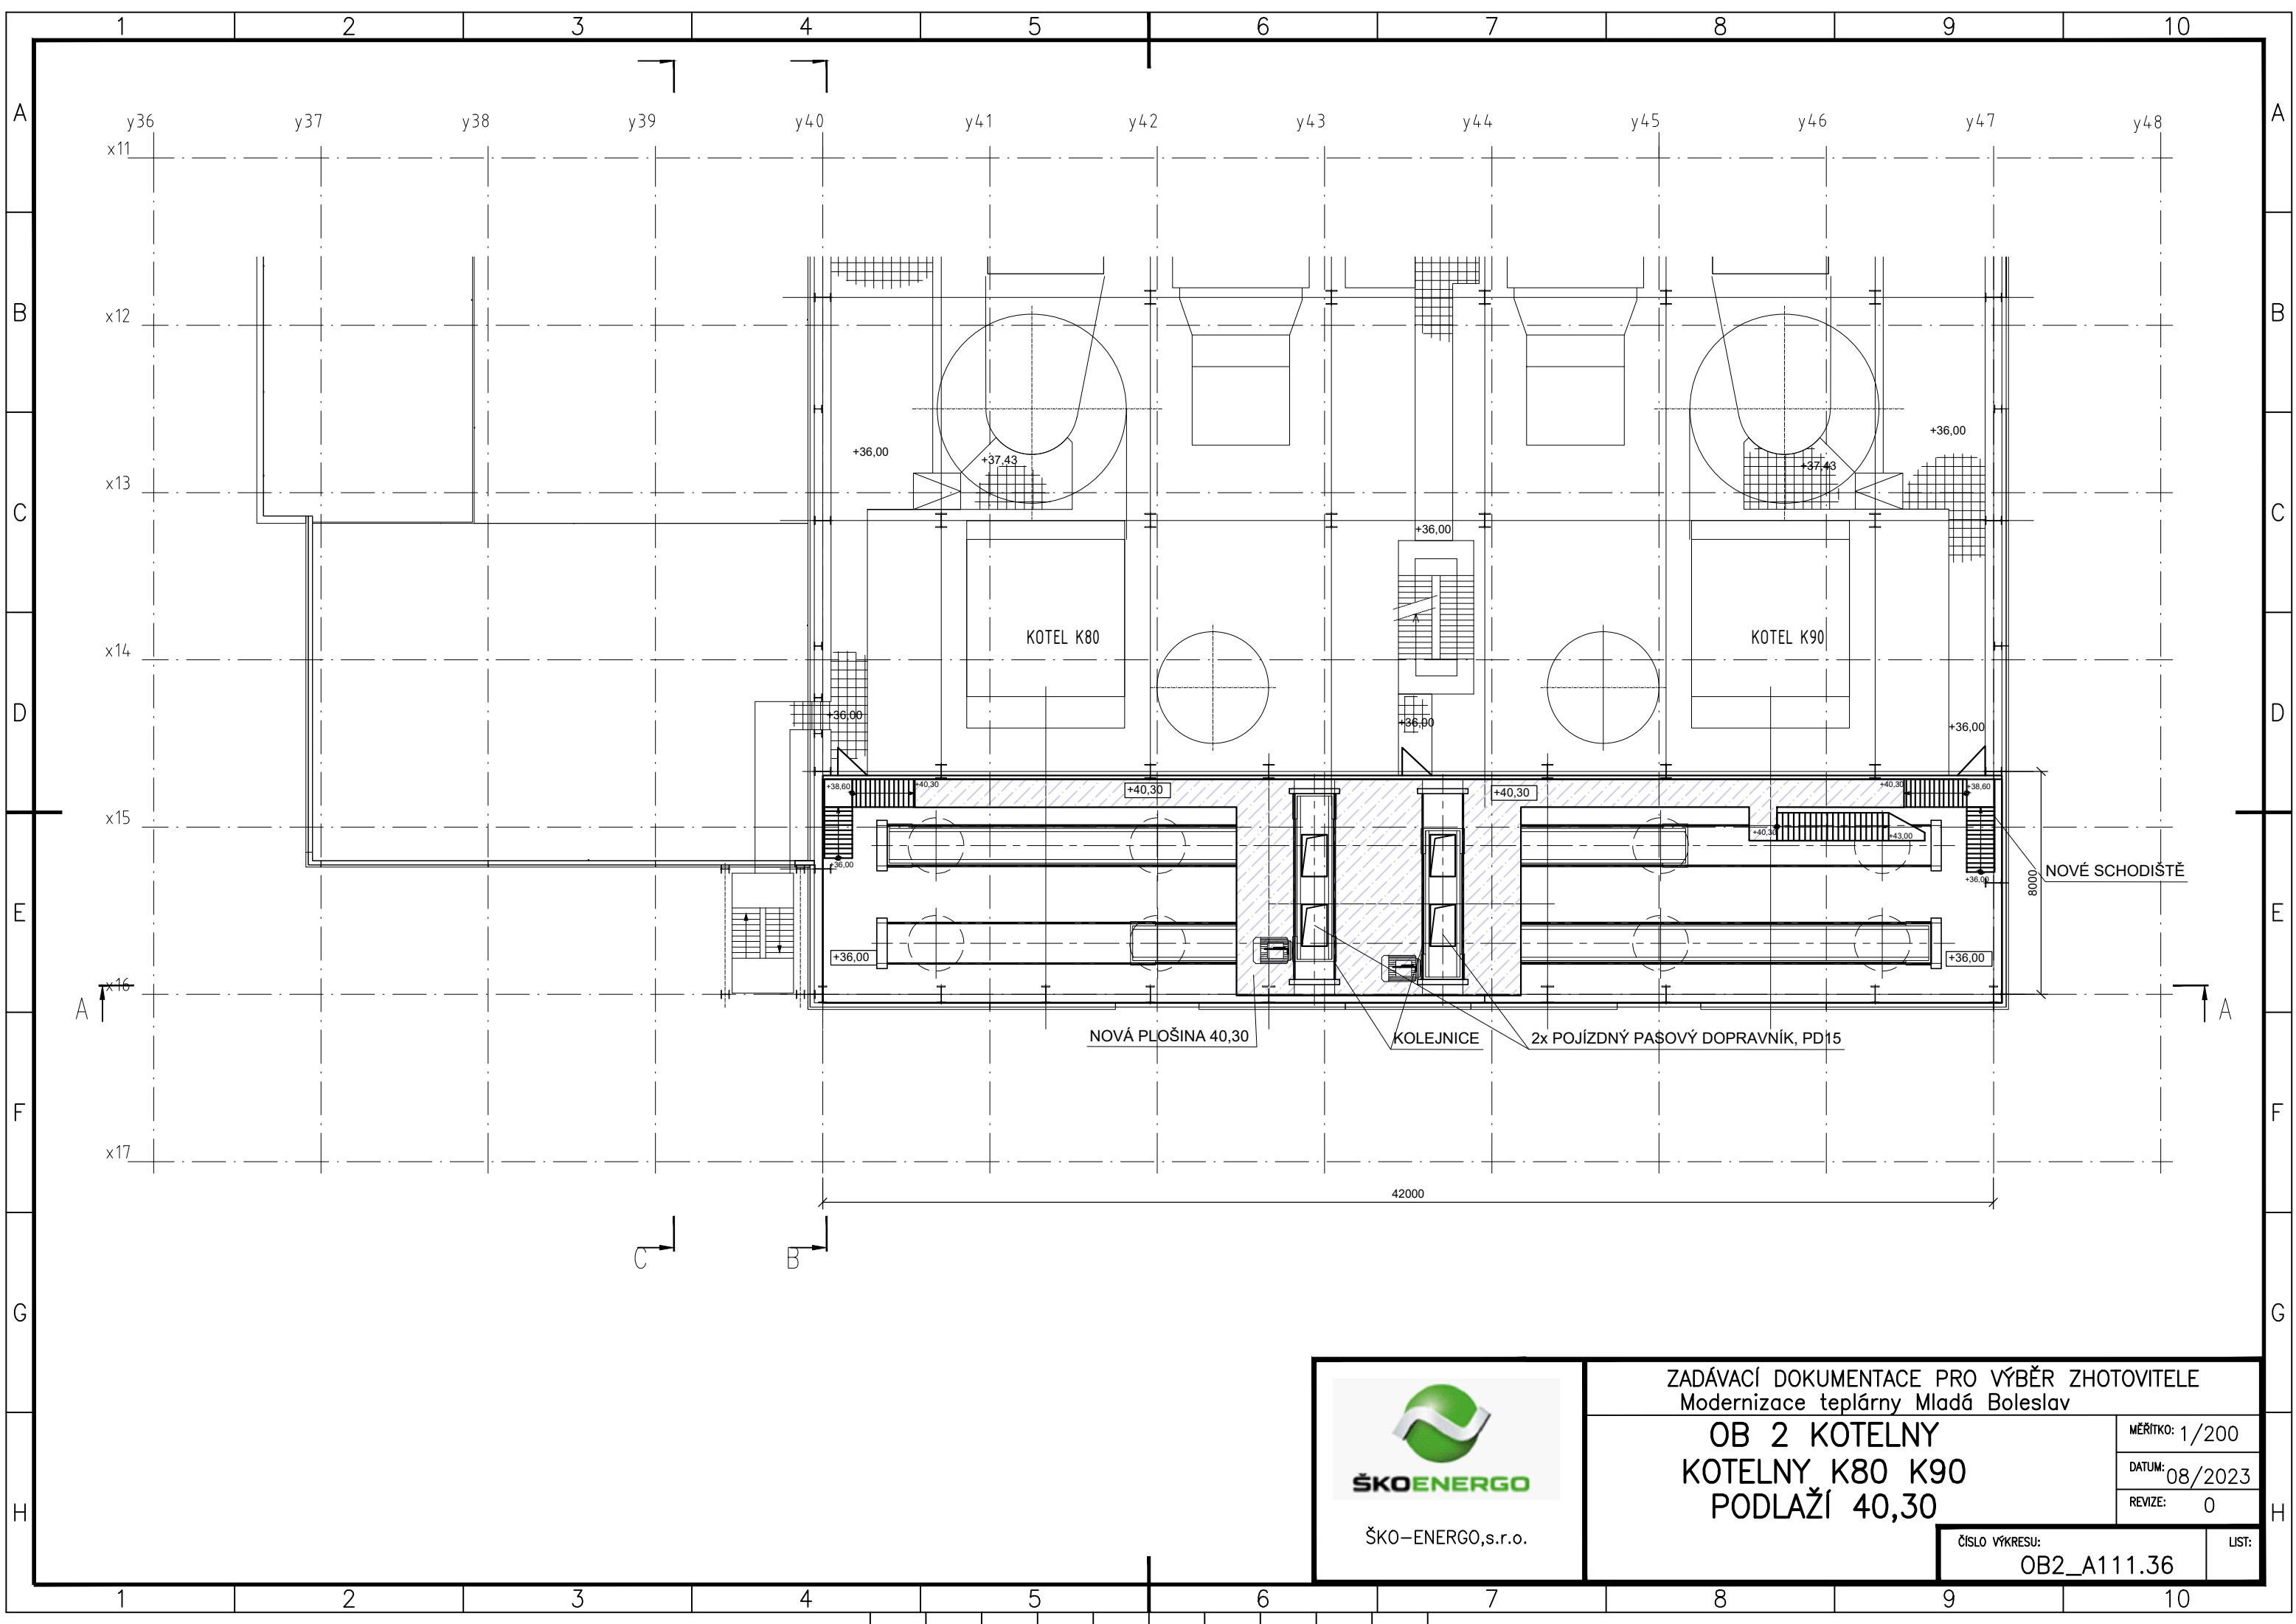 1 2 3 4 5 6 7 8 9 10
A A
y36 y37 y38 y39 y40 y41 y42 y43 y44 y45 y46 y47 y48
x11
B B
x12
+36,00
+36,00
+37,43
+37,43
x13
C C
+36,00
KOTEL K80
KOTEL K90
x14
D D
+36,00
+36,00
+36,00
+38,60 +40,30
+40,30
+40,30
+40,30 +38,60
x15
+40,30
+43,00
+36,00
+36,00
NOVÉ SCHODIŠTĚ
8000
E E
+36,00
+36,00
x16
A A
NOVÁ PLOŠINA 40,30
KOLEJNICE
2x POJÍZDNÝ PASOVÝ DOPRAVNÍK, PD15
F F
x17
42000
C B
G G
ZADÁVACÍ DOKUMENTACE PRO VÝBĚR ZHOTOVITELE
Modernizace teplárny Mladá Boleslav
OB 2 KOTELNY
KOTELNY K80 K90
PODLAŽÍ 40,30
MĚŘÍTKO: 1/200
DATUM: 08/2023
REVIZE: 0
ŠKOENERGO
ŠKO-ENERGO,s.r.o.
H H
ČÍSLO VÝKRESU:
OB2_A111.36
LIST:
1 2 3 4 5 6 7 8 9 10